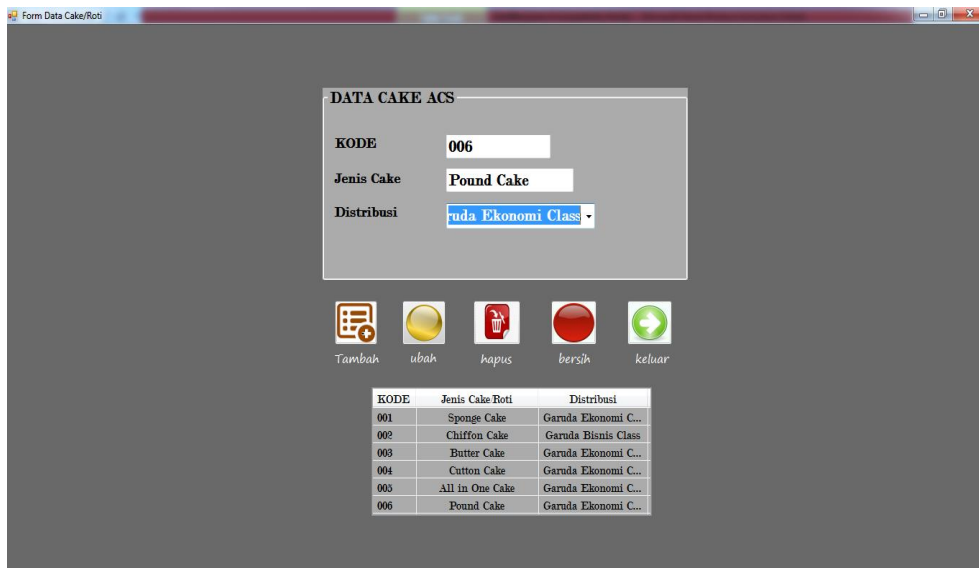 Form Data Cake/Roti
DATA CAKE ACS
KODE 006
Jenis Cake Pound Cake
Distribusi ruda Ekonomi Class
Tambah ubah hapus bersih keluar
KODE Jenis Cake/Roti Distribusi
001 Sponge Cake Garuda Ekonomi C...
002 Chiffon Cake Garuda Bisnis Class
003 Butter Cake Garuda Ekonomi C...
004 Cutton Cake Garuda Ekonomi C...
005 All in One Cake Garuda Ekonomi C...
006 Pound Cake Garuda Ekonomi C...